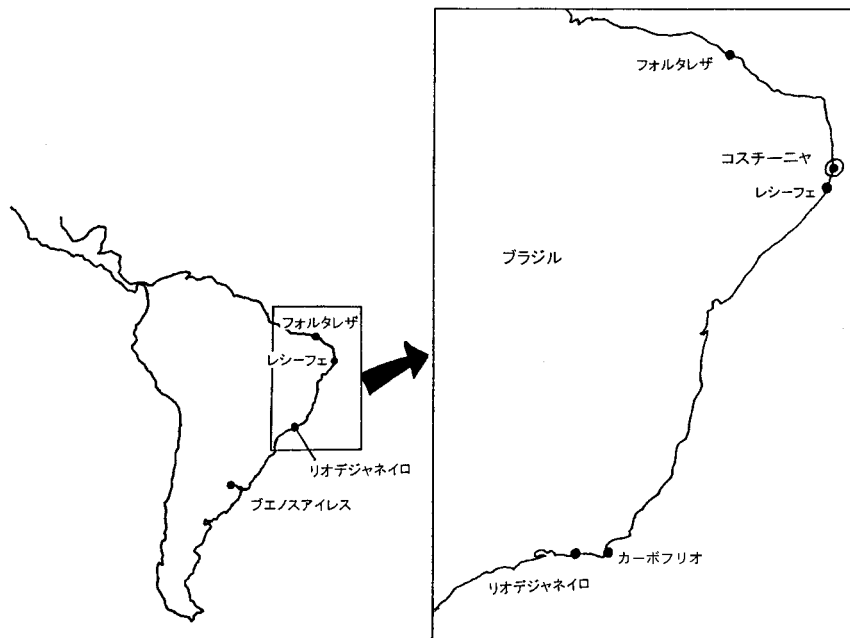 フォルタレザ
レシーフェ
リオデジャネイロ
ブエノスアイレス
フォルタレザ
コスチーニャ
レシーフェ
ブラジル
カーボフリオ
リオデジャネイロ